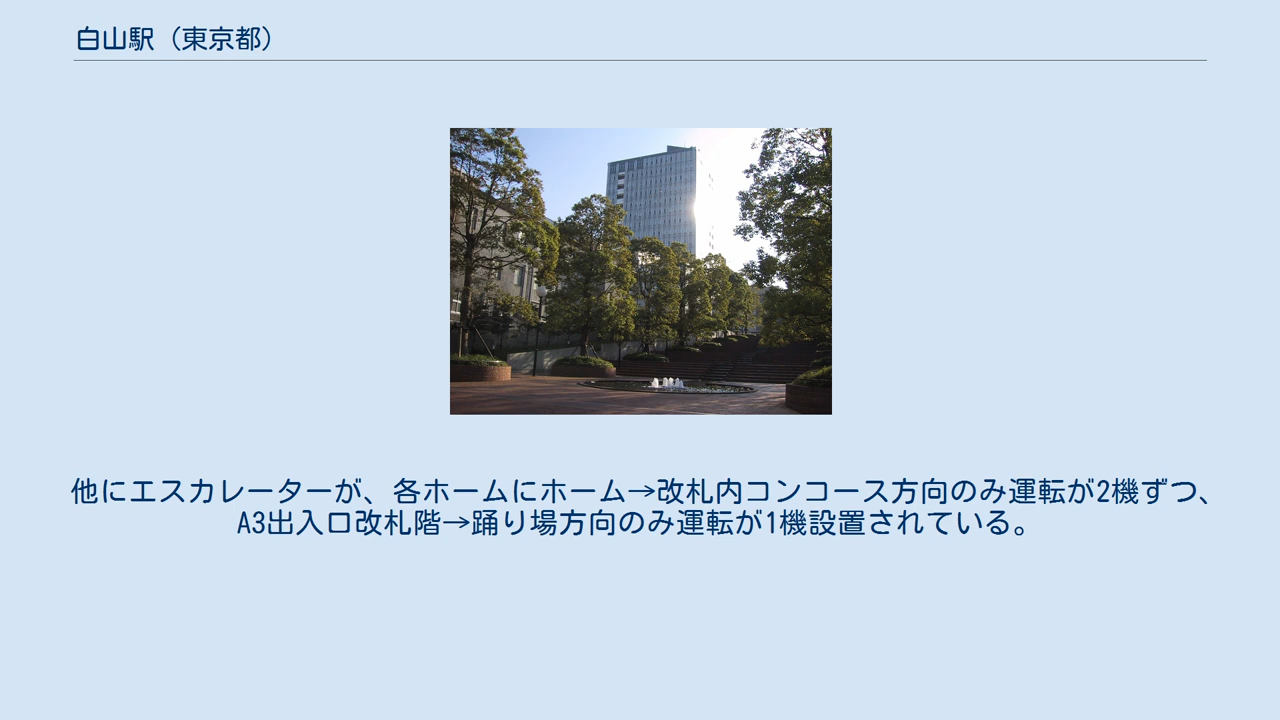 白山駅（東京都）
他にエスカレーターが、各ホームにホーム→改札内コンコース方向のみ運転が2機ずつ、
A3出入口改札階→踊り場方向のみ運転が1機設置されている。